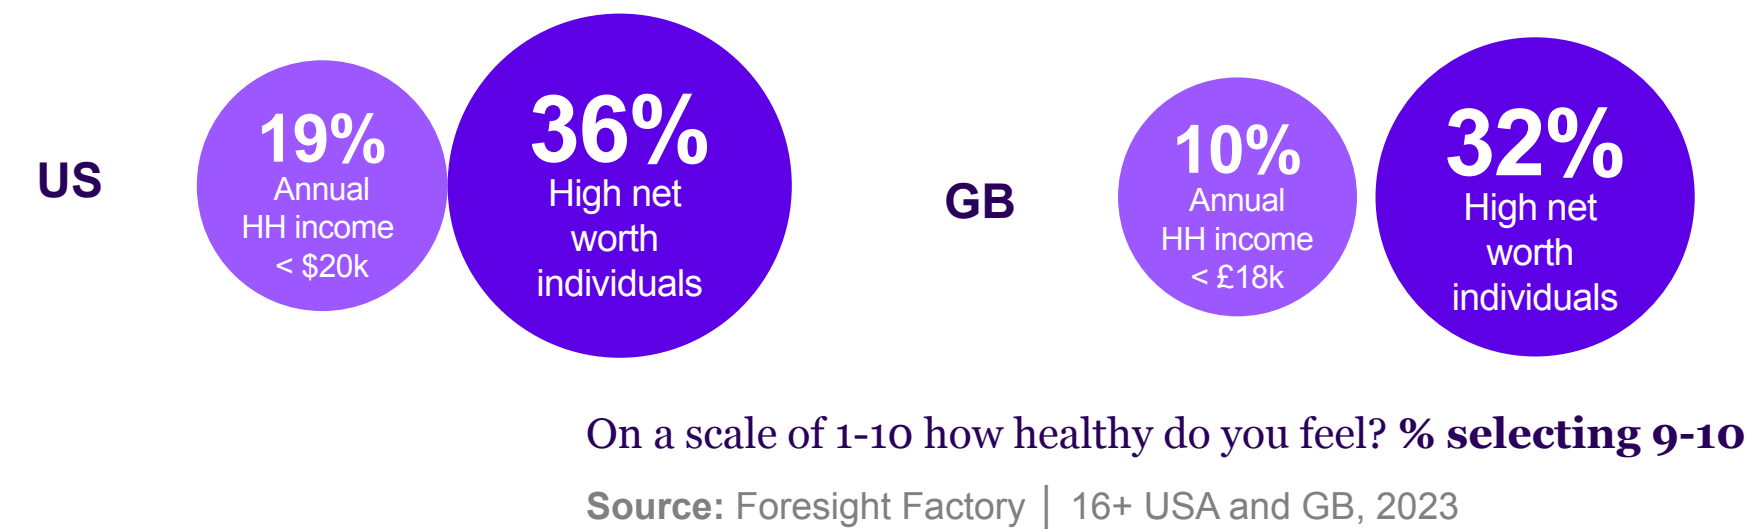 US
19%
Annual
HH income
< $20k
36%
High net
worth
individuals
GB
10%
Annual
HH income
< £18k
32%
High net
worth
individuals
On a scale of 1-10 how healthy do you feel? % selecting 9-10
Source: Foresight Factory │ 16+ USA and GB, 2023